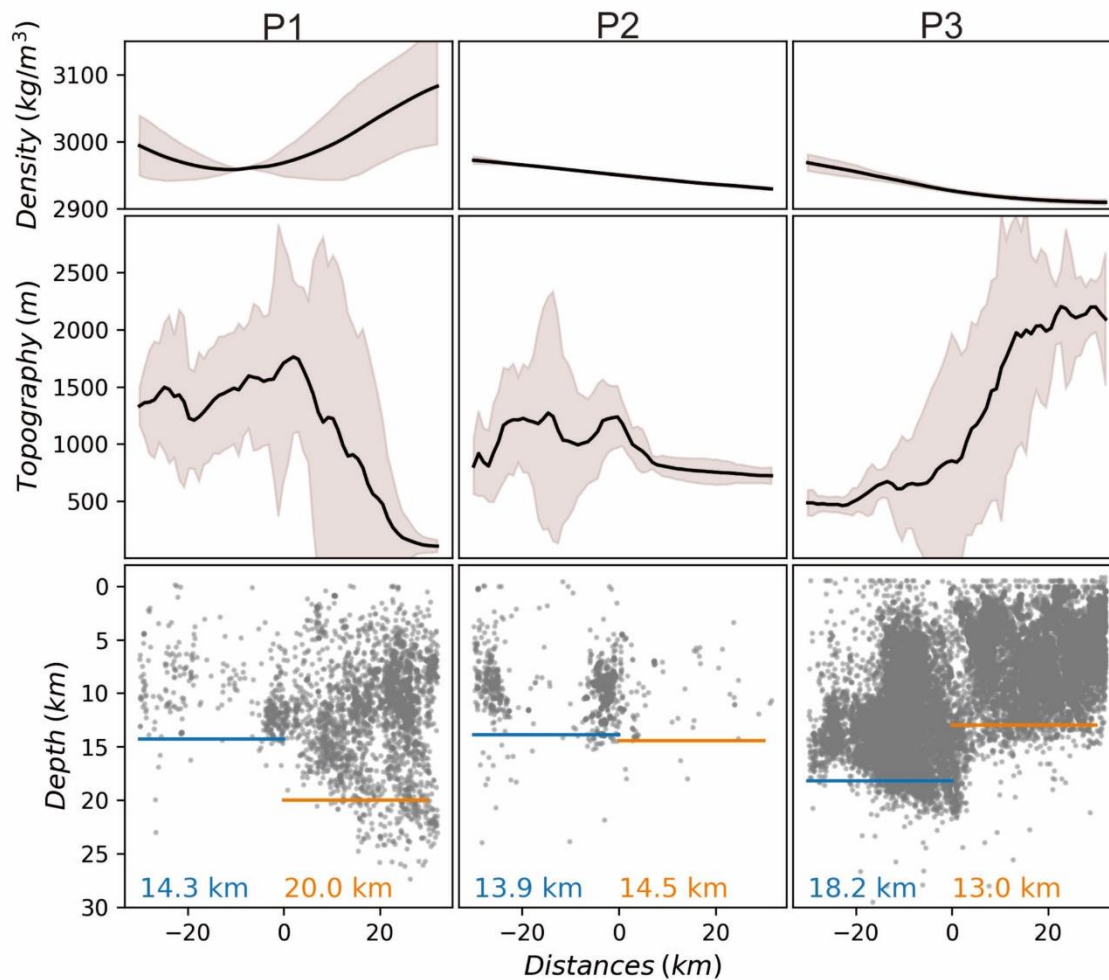 P1 P2 P3
Density (kg/m³)
3100
3000
2900
Topography (m)
2500
2000
1500
1000
500
Depth (km)
0
5
10
15
20
25
30
14.3 km 20.0 km 13.9 km 14.5 km 18.2 km 13.0 km
−20 0 20 −20 0 20 −20 0 20
Distances (km)